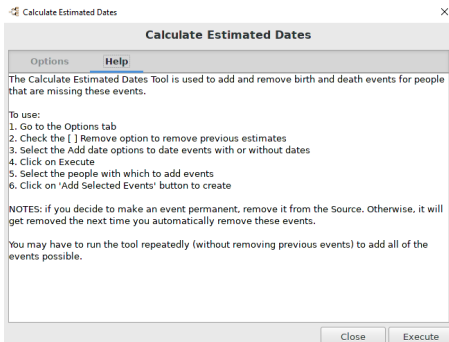 Calculate Estimated Dates
Calculate Estimated Dates
Options Help
The Calculate Estimated Dates Tool is used to add and remove birth and death events for people
that are missing these events.
To use:
1. Go to the Options tab
2. Check the [ ] Remove option to remove previous estimates
3. Select the Add date options to date events with or without dates
4. Click on Execute
5. Select the people with which to add events
6. Click on 'Add Selected Events' button to create
NOTES: if you decide to make an event permanent, remove it from the Source. Otherwise, it will
get removed the next time you automatically remove these events.
You may have to run the tool repeatedly (without removing previous events) to add all of the
events possible.
Close Execute